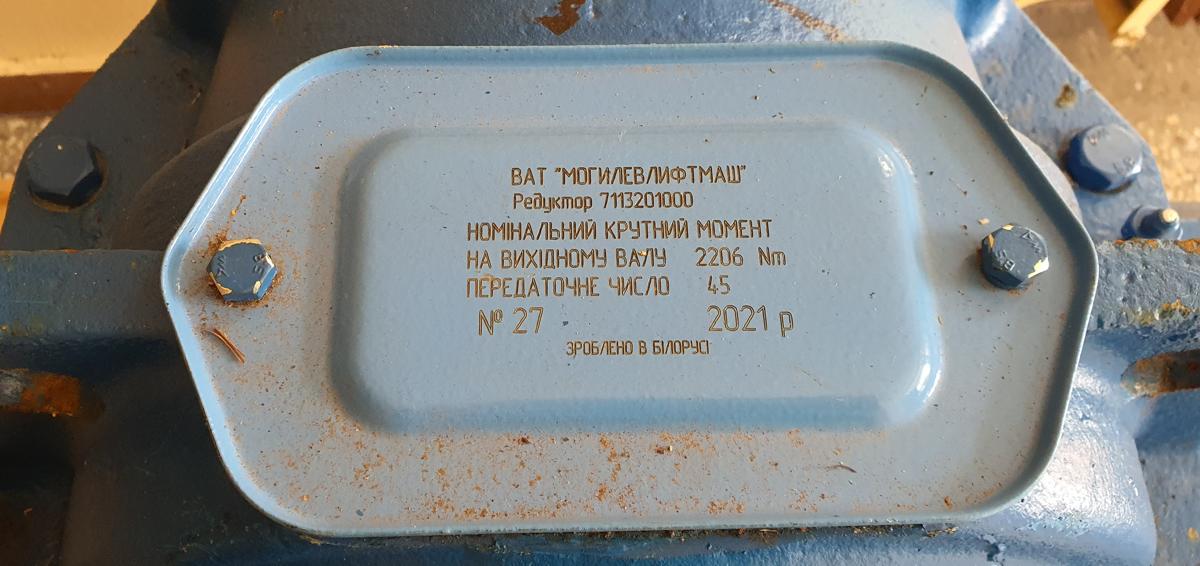 ВАТ "МОГИЛЕВЛИФТМАШ"
Редуктор 7113201000
НОМІНАЛЬНИЙ КРУТНИЙ МОМЕНТ
НА ВИХІДНОМУ ВАЛУ 2206 Nm
ПЕРЕДАТОЧНЕ ЧИСЛО 45
№ 27 2021 р
ЗРОБЛЕНО В БІЛОРУСІ